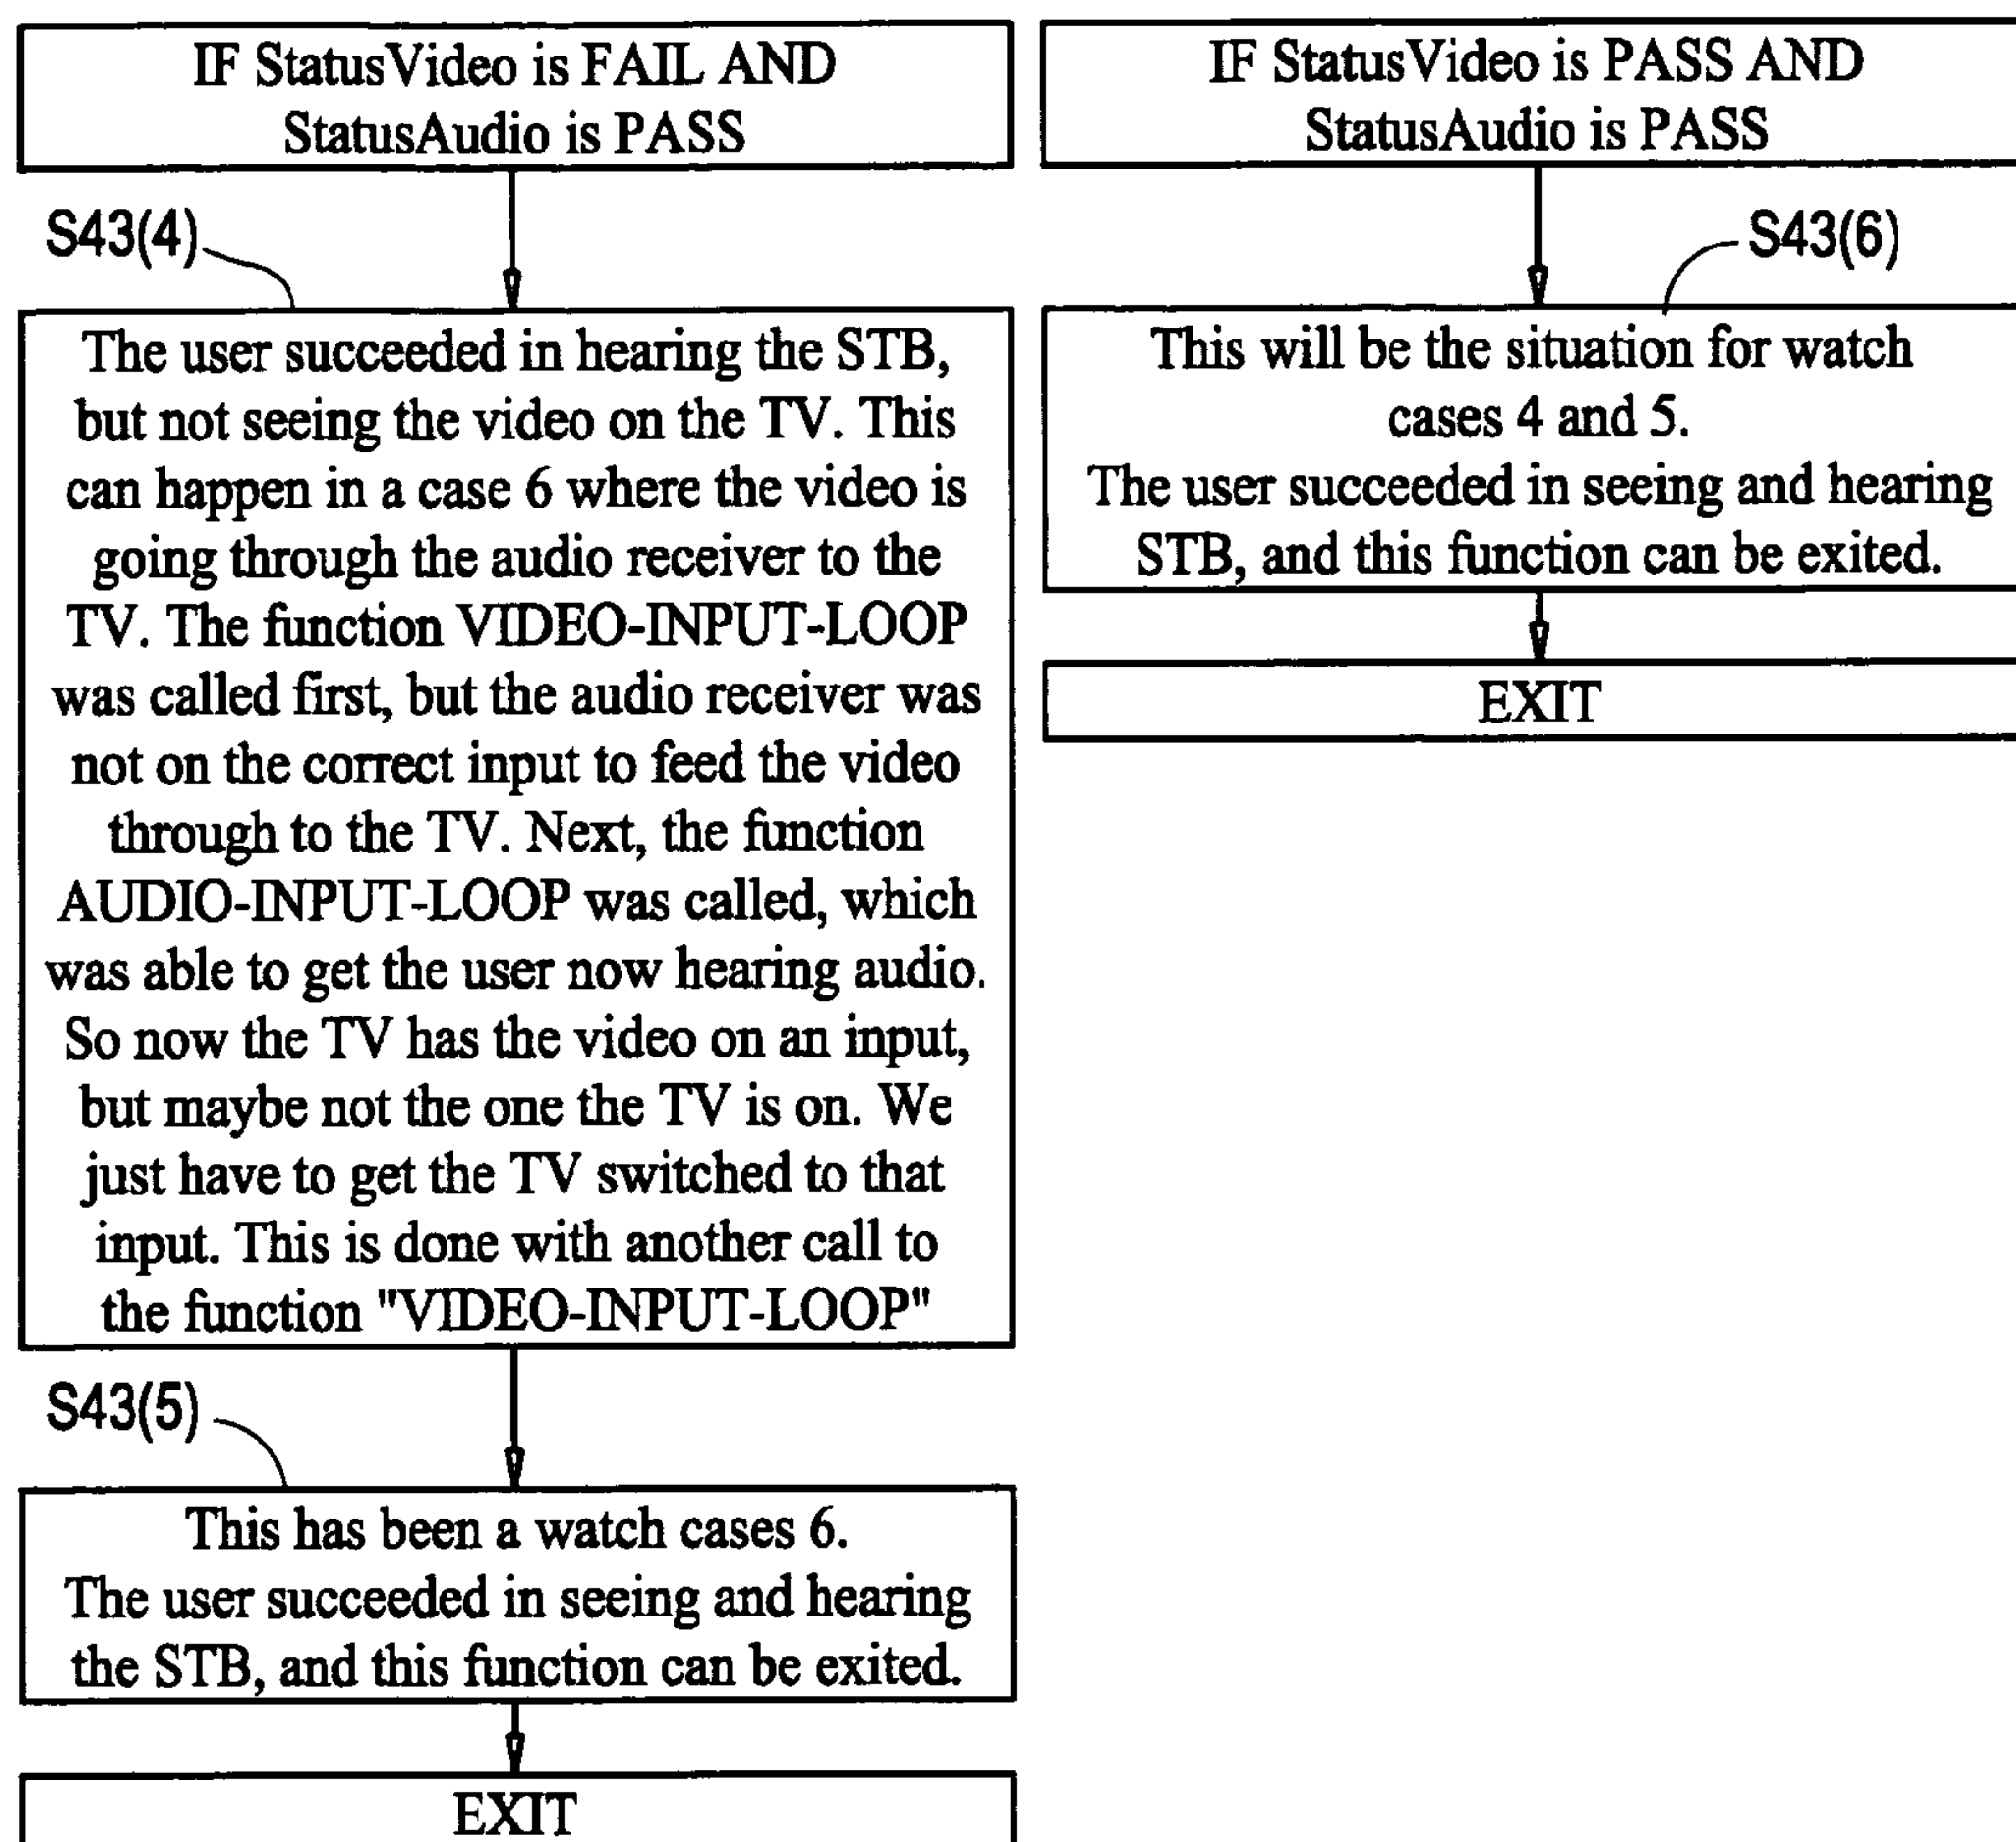 IF StatusVideo is FAIL AND
StatusAudio is PASS
S43(4)
The user succeeded in hearing the STB,
but not seeing the video on the TV. This
can happen in a case 6 where the video is
going through the audio receiver to the
TV. The function VIDEO-INPUT-LOOP
was called first, but the audio receiver was
not on the correct input to feed the video
through to the TV. Next, the function
AUDIO-INPUT-LOOP was called, which
was able to get the user now hearing audio.
So now the TV has the video on an input,
but maybe not the one the TV is on. We
just have to get the TV switched to that
input. This is done with another call to
the function "VIDEO-INPUT-LOOP"
S43(5)
This has been a watch cases 6.
The user succeeded in seeing and hearing
the STB, and this function can be exited.
EXIT
IF StatusVideo is PASS AND
StatusAudio is PASS
S43(6)
This will be the situation for watch
cases 4 and 5.
The user succeeded in seeing and hearing
STB, and this function can be exited.
EXIT